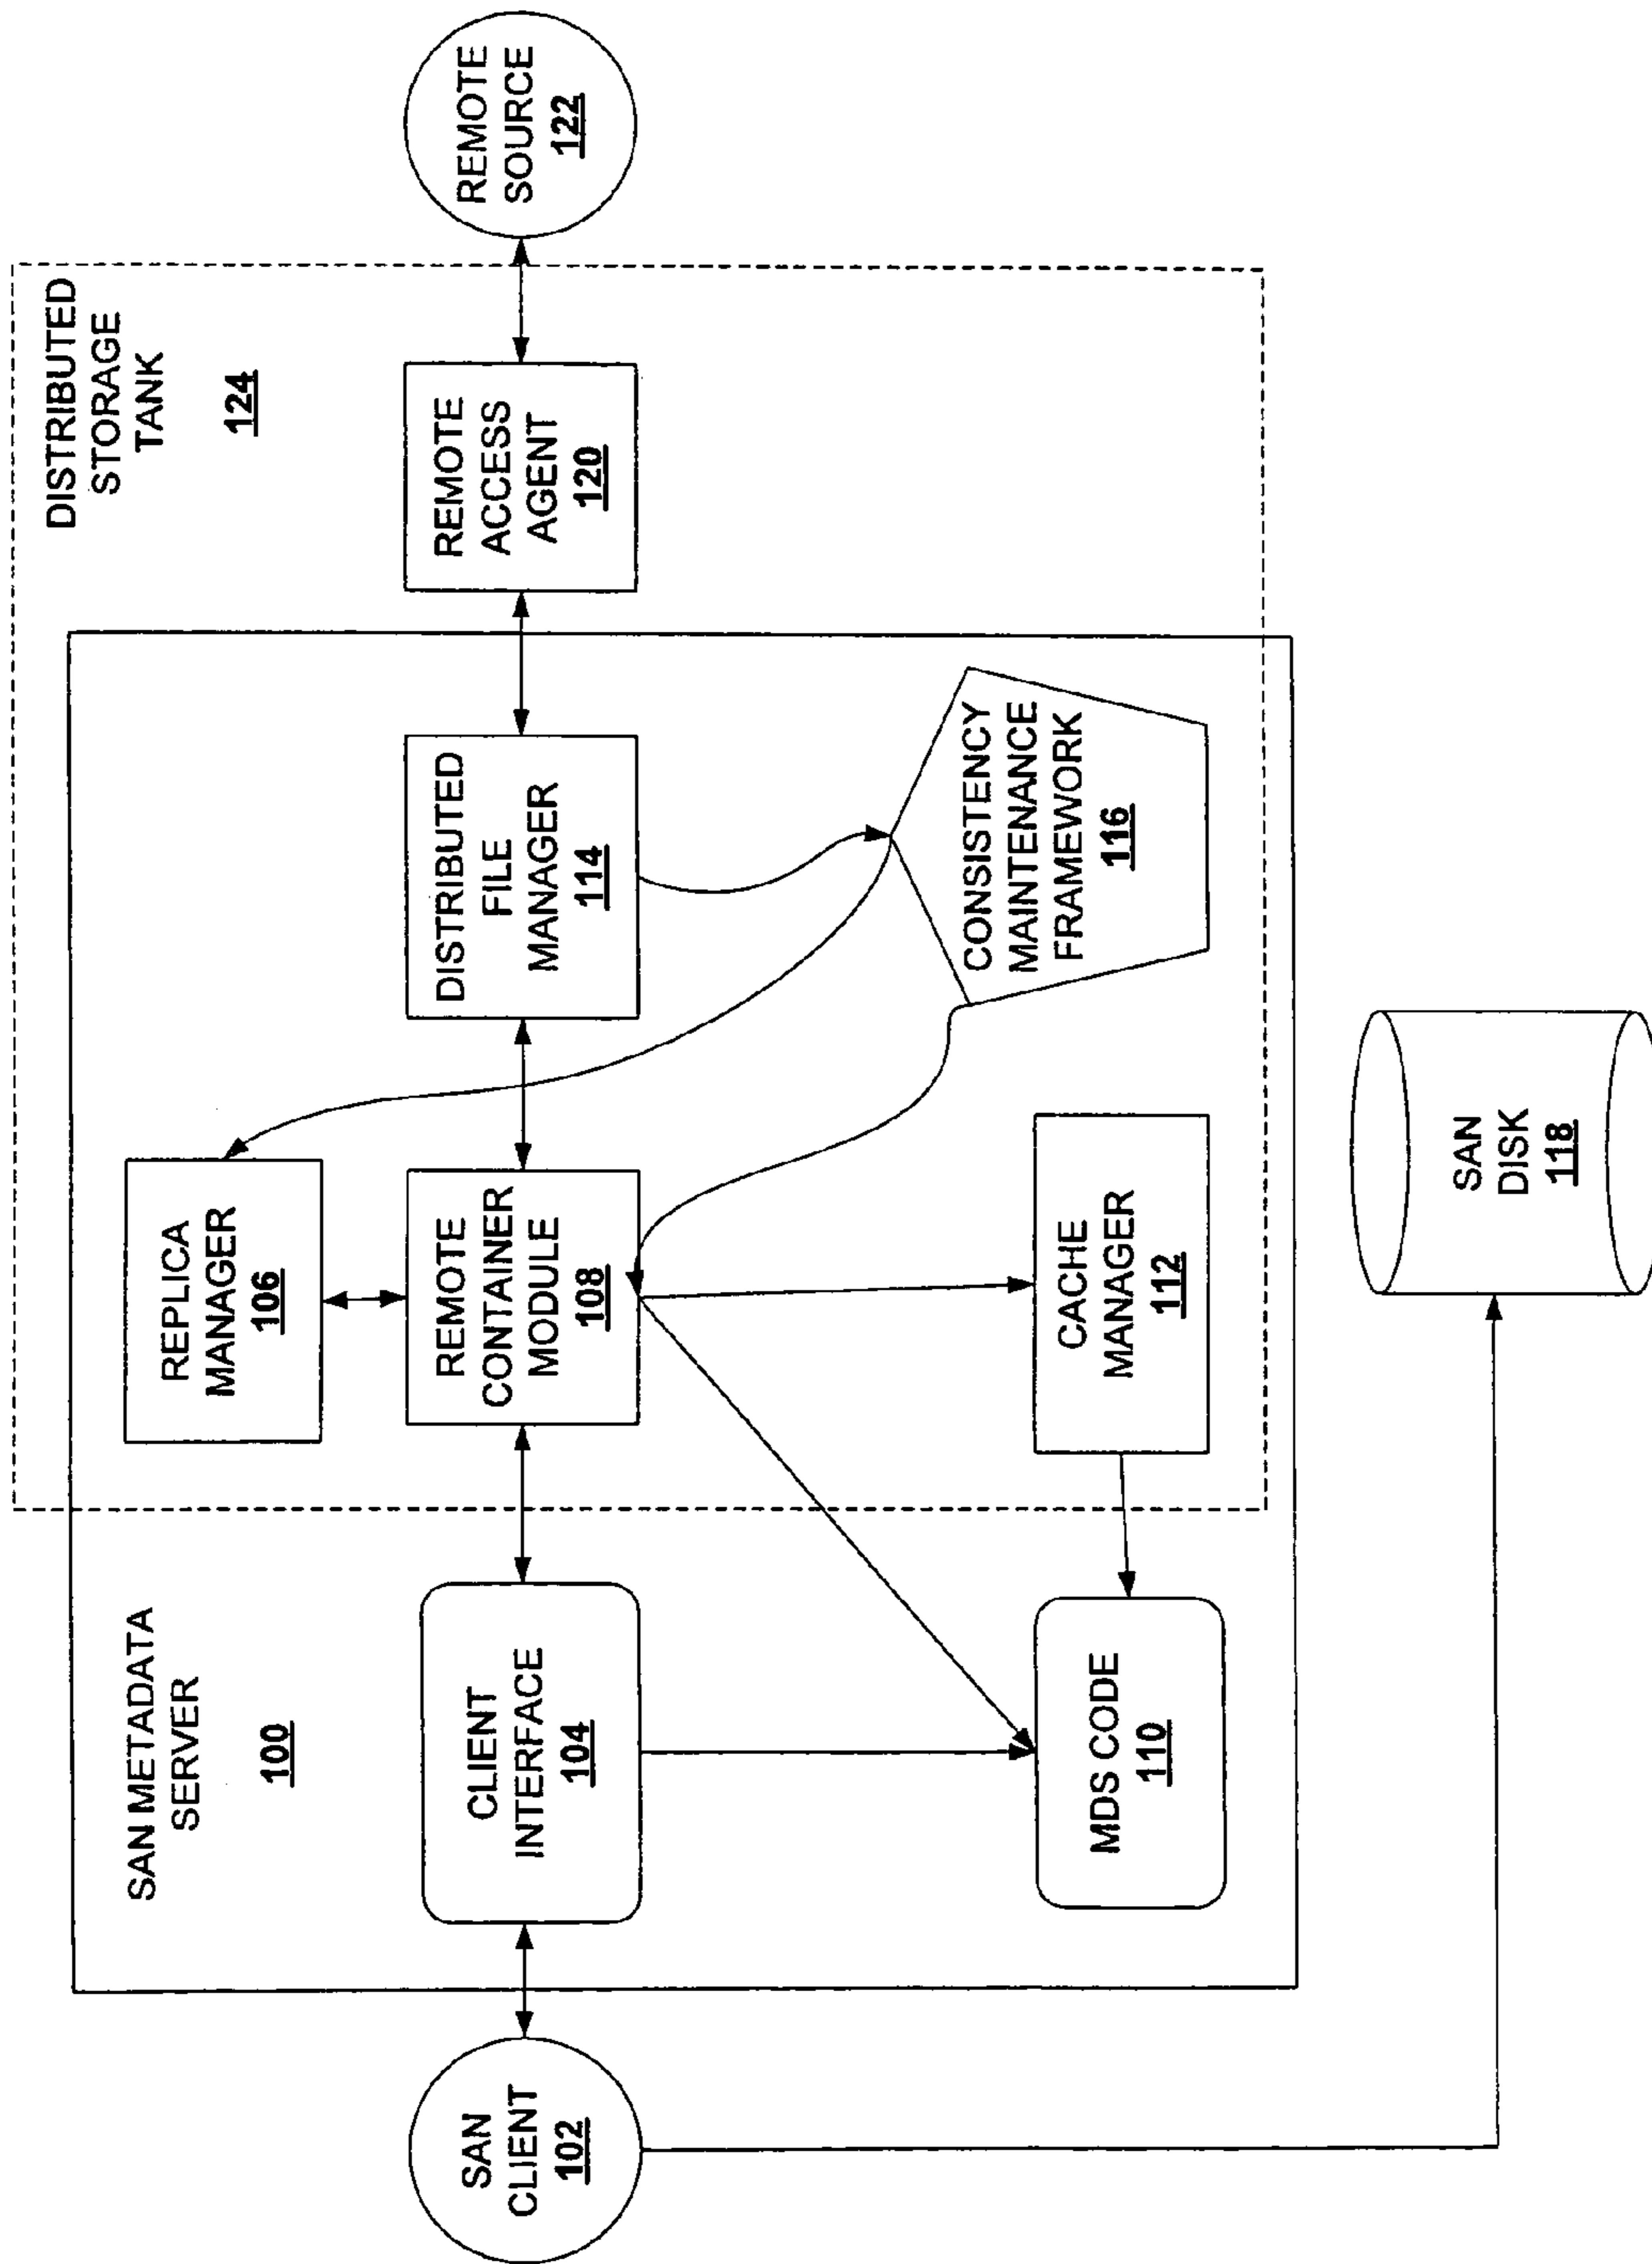 DISTRIBUTED
STORAGE
TANK
124
SAN METADATA
SERVER
100
REPLICA
MANAGER
106
SAN
CLIENT
102
CLIENT
INTERFACE
104
REMOTE
CONTAINER
MODULE
108
DISTRIBUTED
FILE
MANAGER
114
REMOTE
ACCESS
AGENT
120
REMOTE
SOURCE
122
MDS CODE
110
CACHE
MANAGER
112
CONSISTENCY
MAINTENANCE
FRAMEWORK
116
SAN
DISK
118